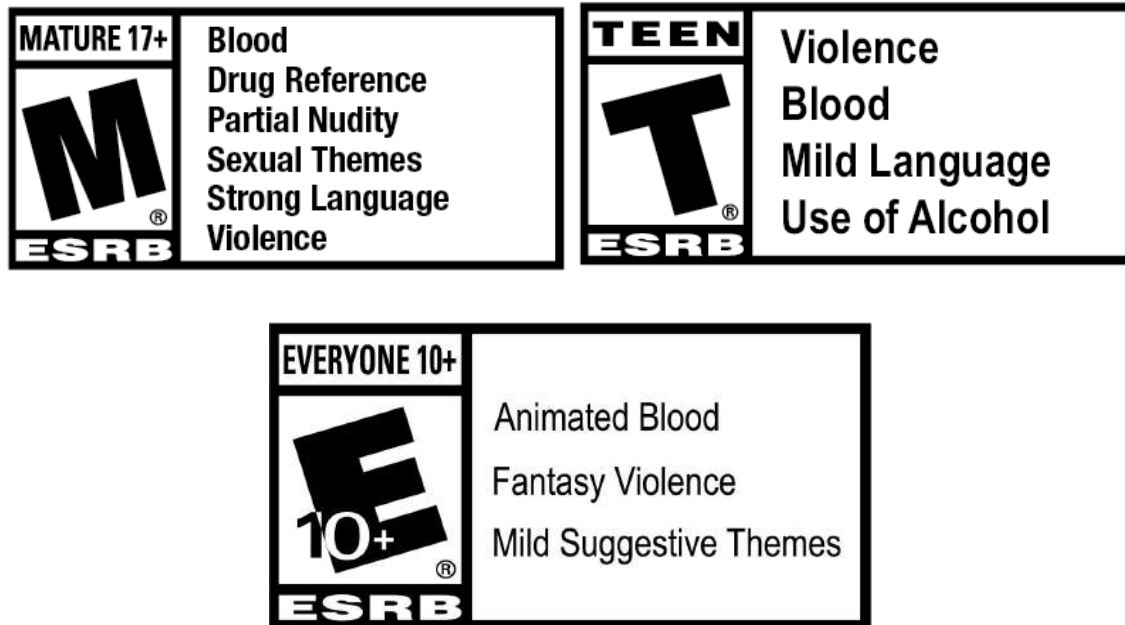 MATURE 17+
M®
ESRB
Blood
Drug Reference
Partial Nudity
Sexual Themes
Strong Language
Violence
TEEN
T®
ESRB
Violence
Blood
Mild Language
Use of Alcohol
EVERYONE 10+
E
10+
®
ESRB
Animated Blood
Fantasy Violence
Mild Suggestive Themes